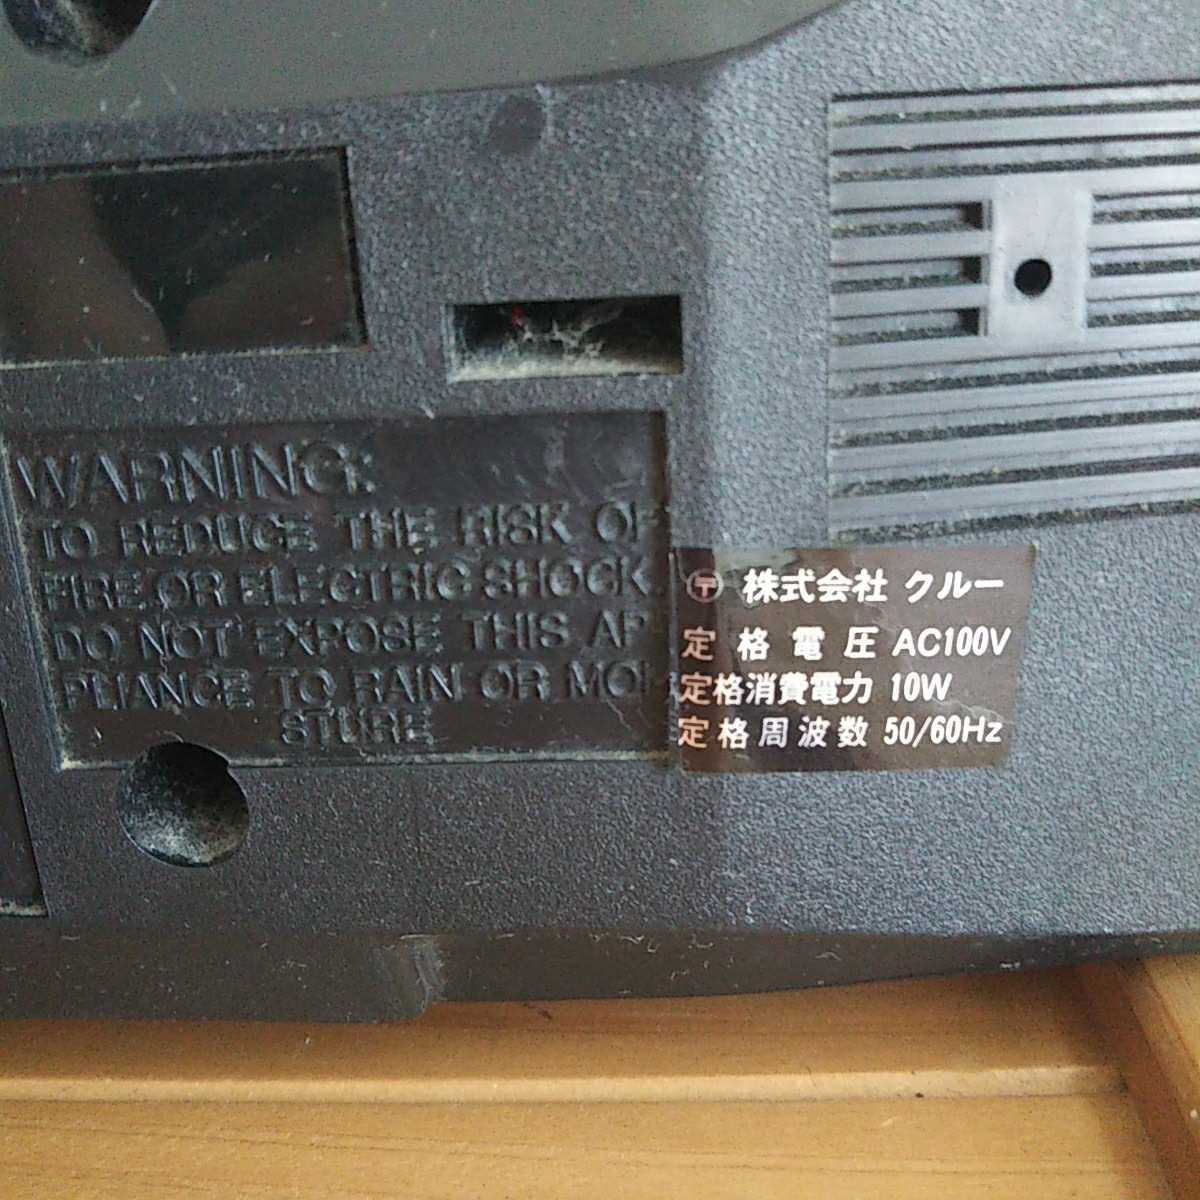 WARNING:
TO REDUCE THE RISK OF
FIRE OR ELECTRIC SHOCK.
DO NOT EXPOSE THIS AP-
PLIANCE TO RAIN OR MOI-
STURE
〶 株式会社 クルー
定格電圧 AC100V
定格消費電力 10W
定格周波数 50/60Hz